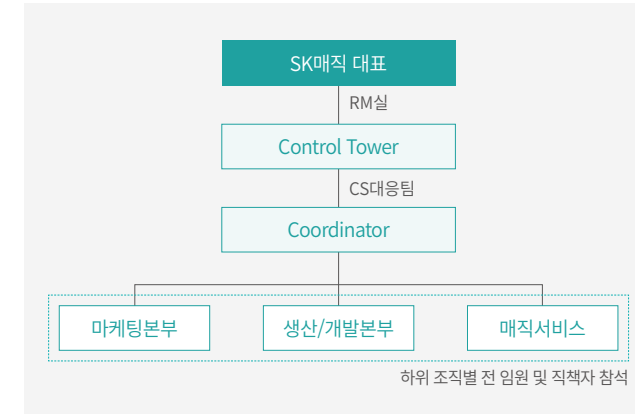 SK매직 대표
RM실
Control Tower
CS대응팀
Coordinator
마케팅본부
생산/개발본부
매직서비스
하위 조직별 전 임원 및 직책자 참석